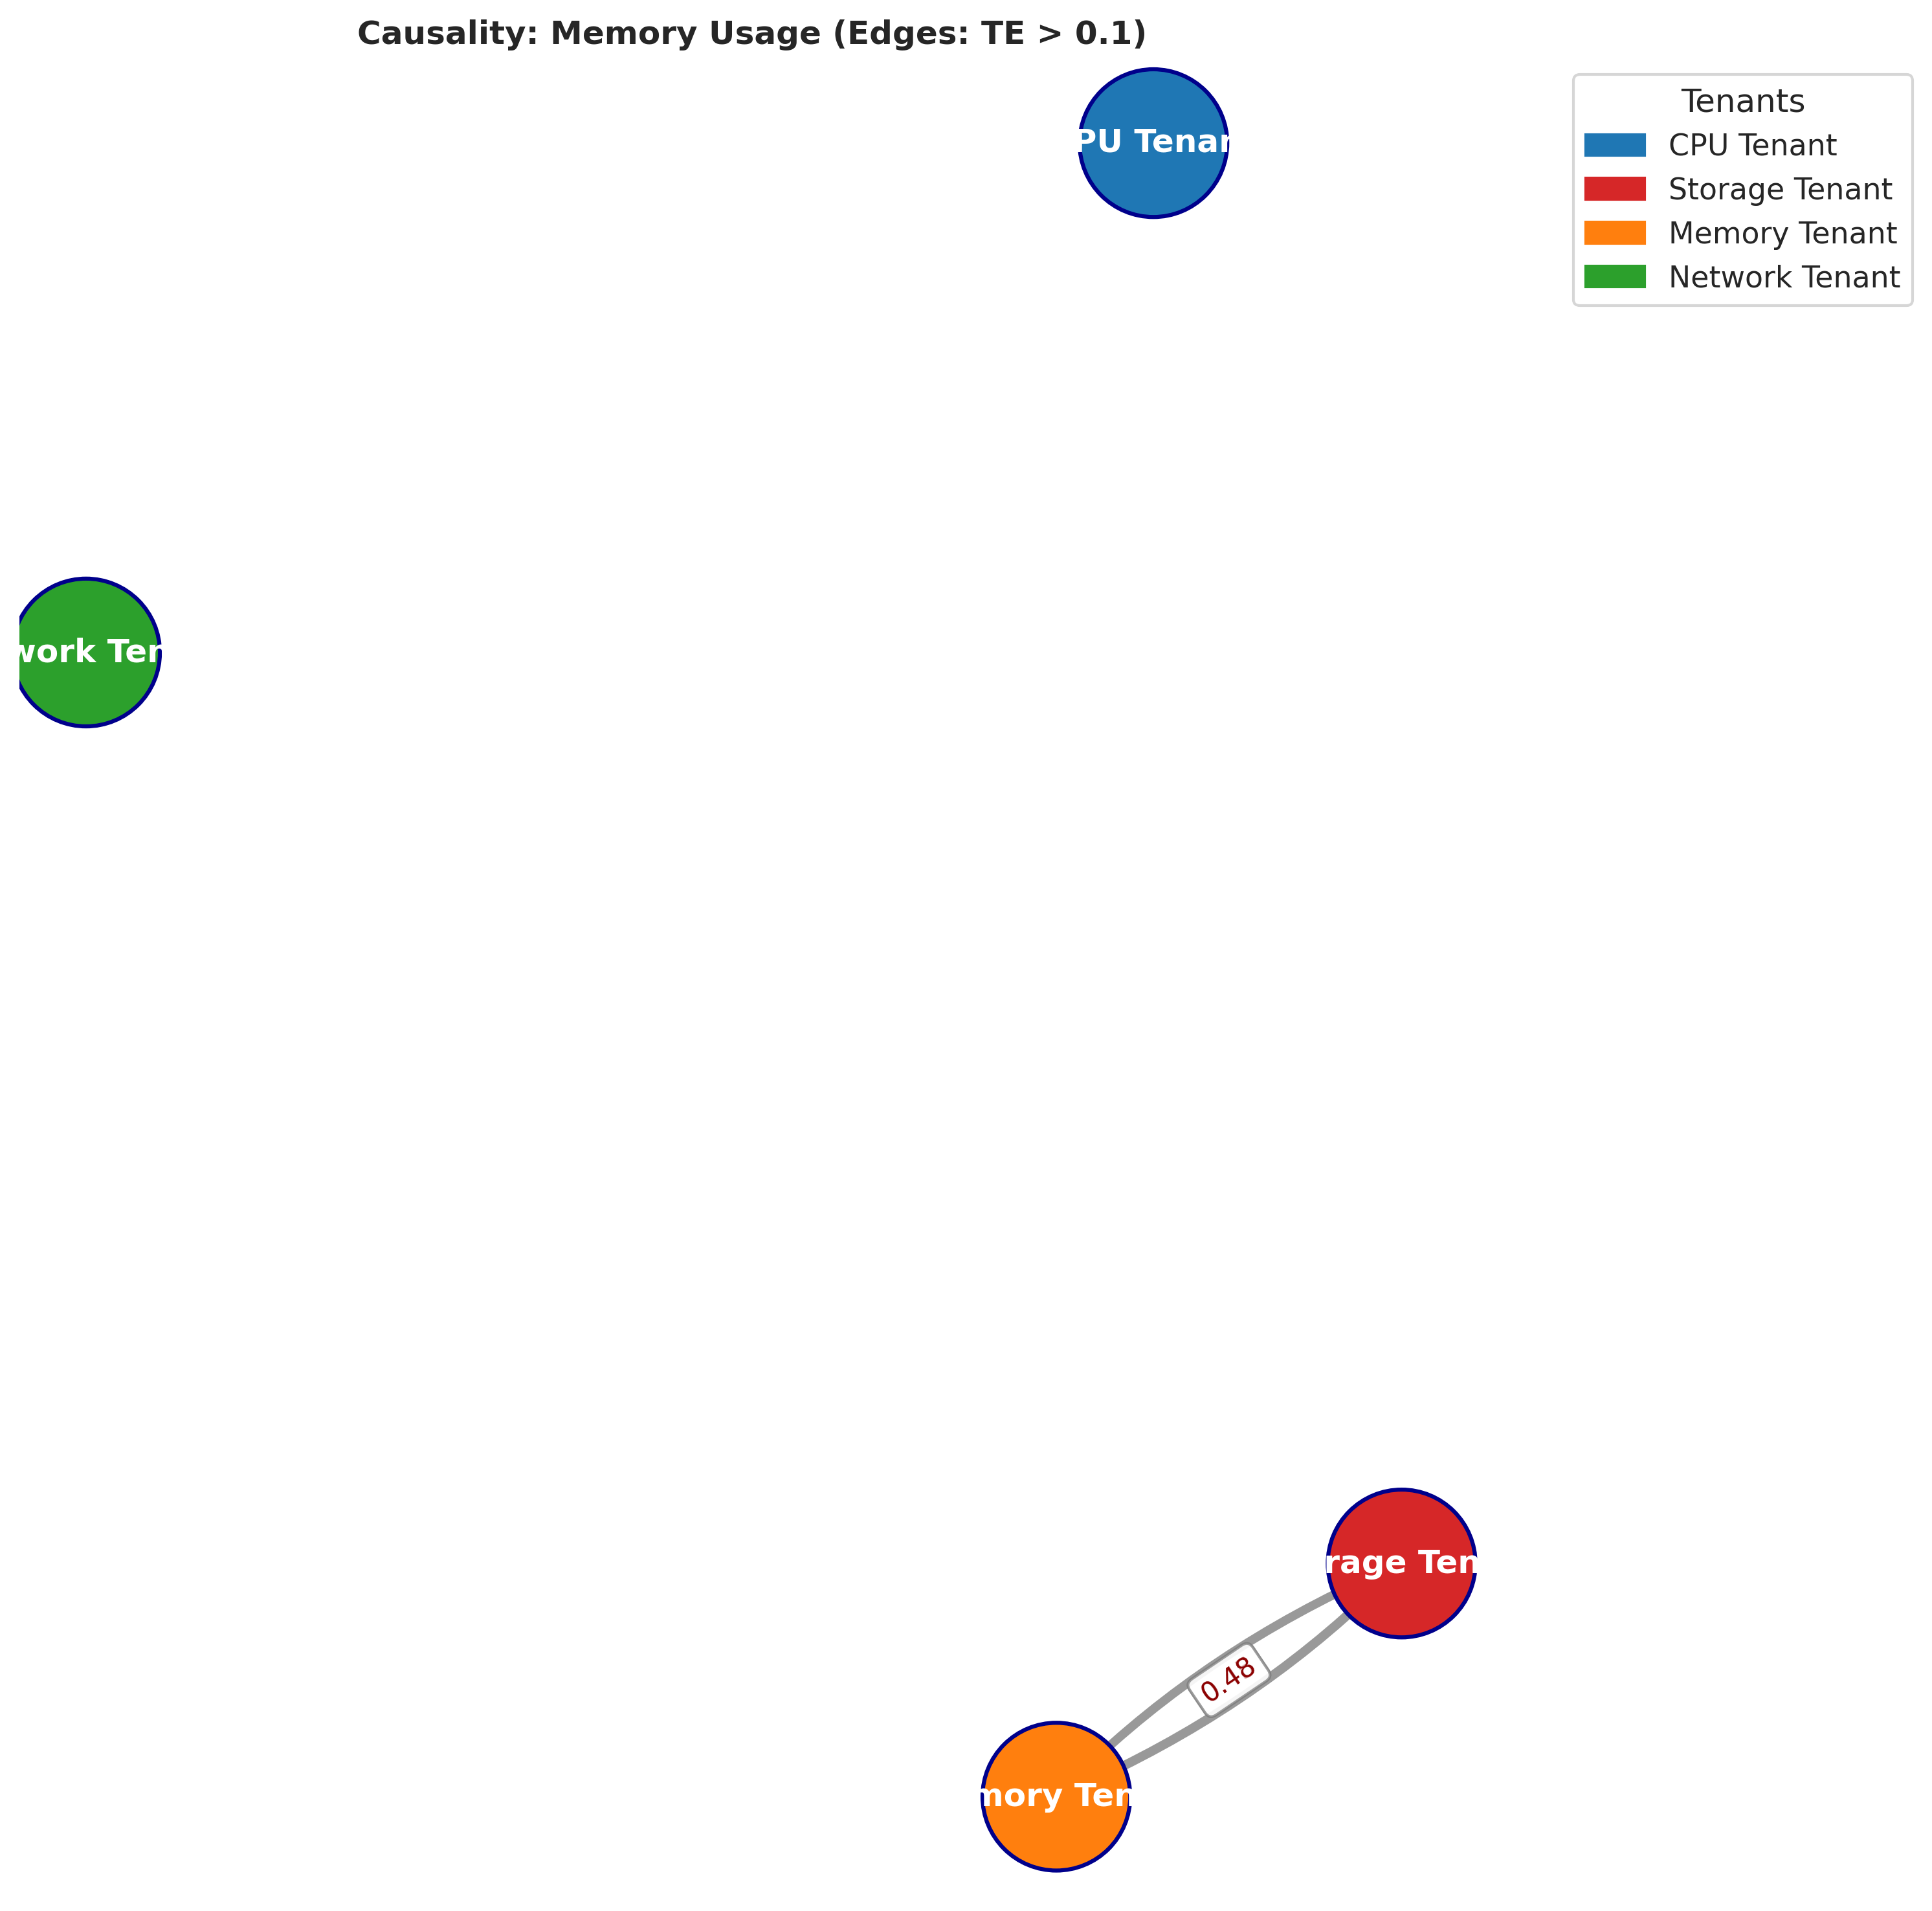 Causality: Memory Usage (Edges: TE > 0.1)
Tenants
CPU Tenant
Storage Tenant
Memory Tenant
Network Tenant
PU Tenan
work Ten
rage Ten
0.48
mory Ten